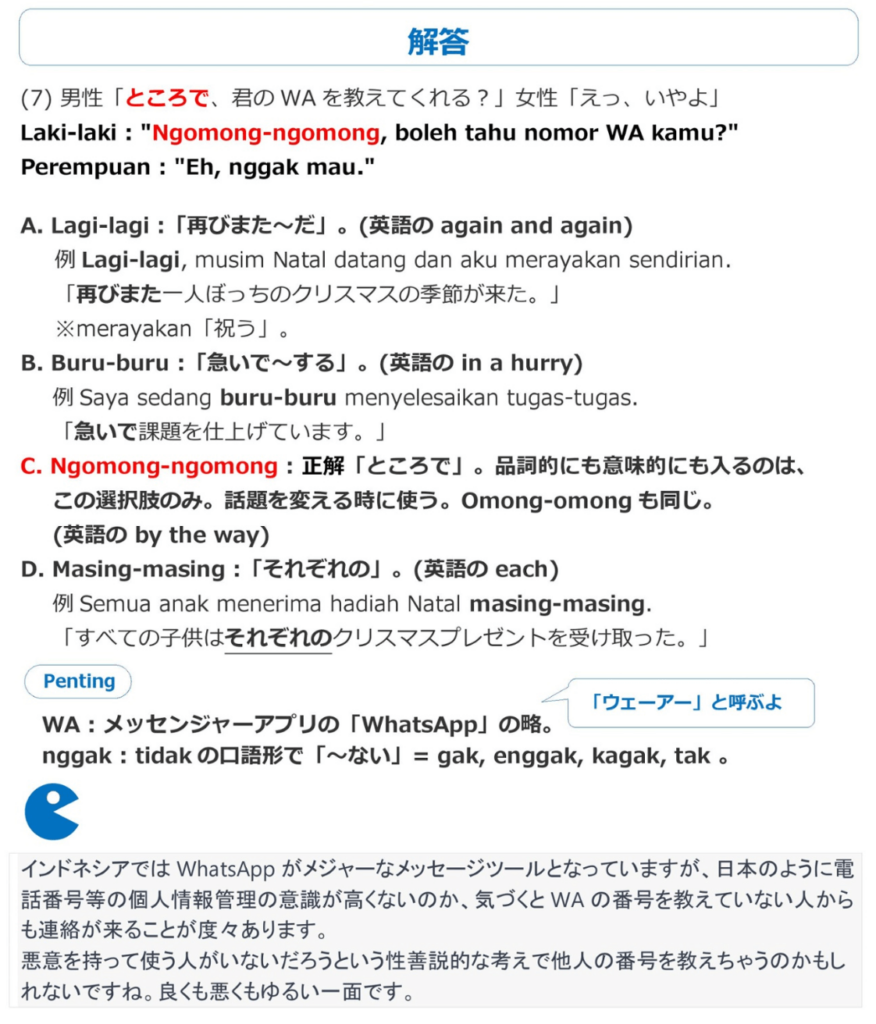 解答
(7) 男性「ところで、君の WA を教えてくれる？」女性「えっ、いやよ」
Laki-laki : "Ngomong-ngomong, boleh tahu nomor WA kamu?"
Perempuan : "Eh, nggak mau."
A. Lagi-lagi :「再びまた～だ」。(英語の again and again)
例 Lagi-lagi, musim Natal datang dan aku merayakan sendirian.
「再びまた一人ぼっちのクリスマスの季節が来た。」
※merayakan「祝う」。
B. Buru-buru :「急いで～する」。(英語の in a hurry)
例 Saya sedang buru-buru menyelesaikan tugas-tugas.
「急いで課題を仕上げています。」
C. Ngomong-ngomong : 正解「ところで」。品詞的にも意味的にも入るのは、
この選択肢のみ。話題を変える時に使う。Omong-omong も同じ。
(英語の by the way)
D. Masing-masing :「それぞれの」。(英語の each)
例 Semua anak menerima hadiah Natal masing-masing.
「すべての子供はそれぞれのクリスマスプレゼントを受け取った。」
Penting
「ウェーアー」と呼ぶよ
WA : メッセンジャーアプリの「WhatsApp」の略。
nggak : tidak の口語形で「～ない」= gak, enggak, kagak, tak 。
インドネシアでは WhatsApp がメジャーなメッセージツールとなっていますが、日本のように電
話番号等の個人情報管理の意識が高くないのか、気づくと WA の番号を教えていない人から
も連絡が来ることが度々あります。
悪意を持って使う人がいないだろうという性善説的な考えで他人の番号を教えちゃうのかもし
れないですね。良くも悪くもゆるい一面です。